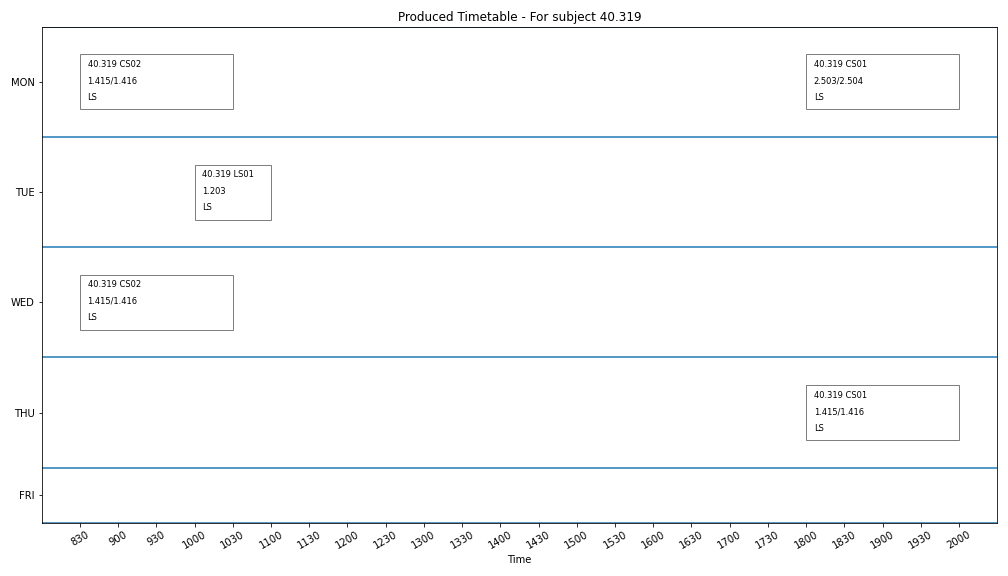 Produced Timetable - For subject 40.319
MON
40.319 CS02
1.415/1.416
LS
40.319 CS01
2.503/2.504
LS
TUE
40.319 LS01
1.203
LS
WED
40.319 CS02
1.415/1.416
LS
THU
40.319 CS01
1.415/1.416
LS
FRI
830 900 930 1000 1030 1100 1130 1200 1230 1300 1330 1400 1430 1500 1530 1600 1630 1700 1730 1800 1830 1900 1930 2000
Time